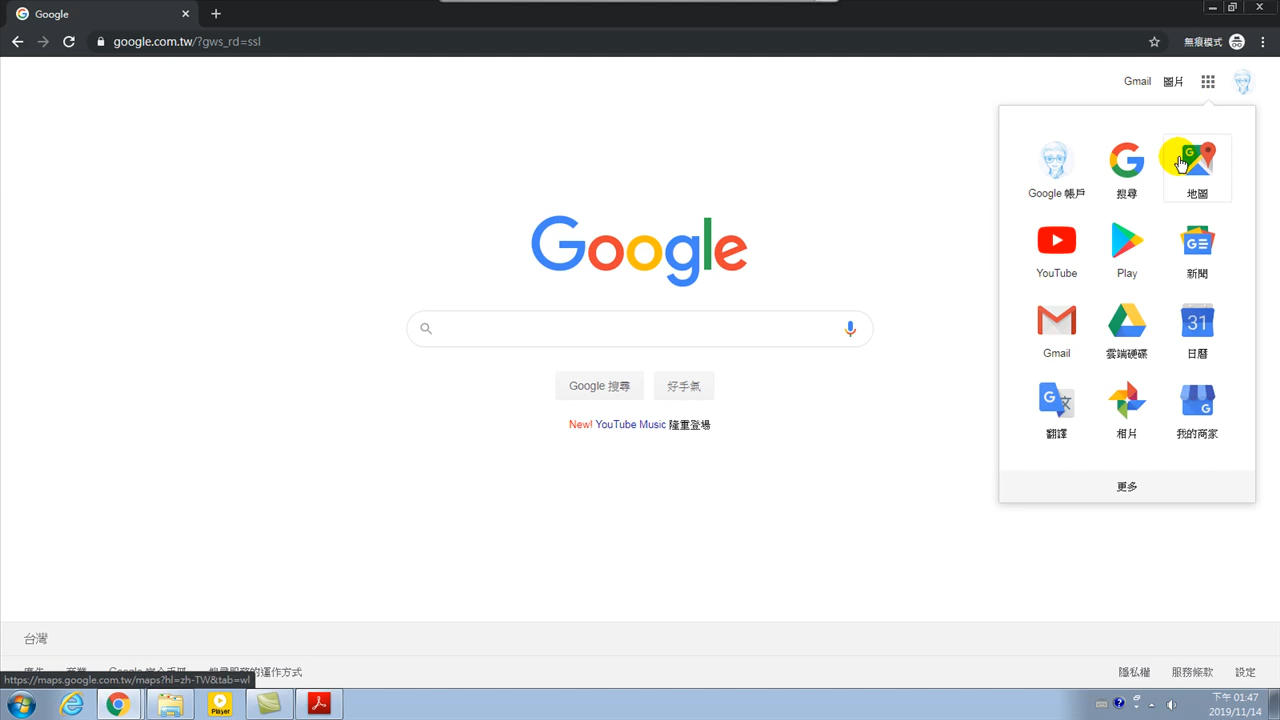 Google
google.com.tw/?gws_rd=ssl
無痕模式
Gmail 圖片
Google 帳戶 搜尋 地圖
YouTube Play 新聞
31
Gmail 雲端硬碟 日曆
翻譯 相片 我的商家
更多
Google
Google 搜尋 好手氣
New! YouTube Music 隆重登場
台灣
隱私權 服務條款 設定
https://maps.google.com.tw/maps?hl=zh-TW&tab=wl
Player
下午 01:47
2019/11/14